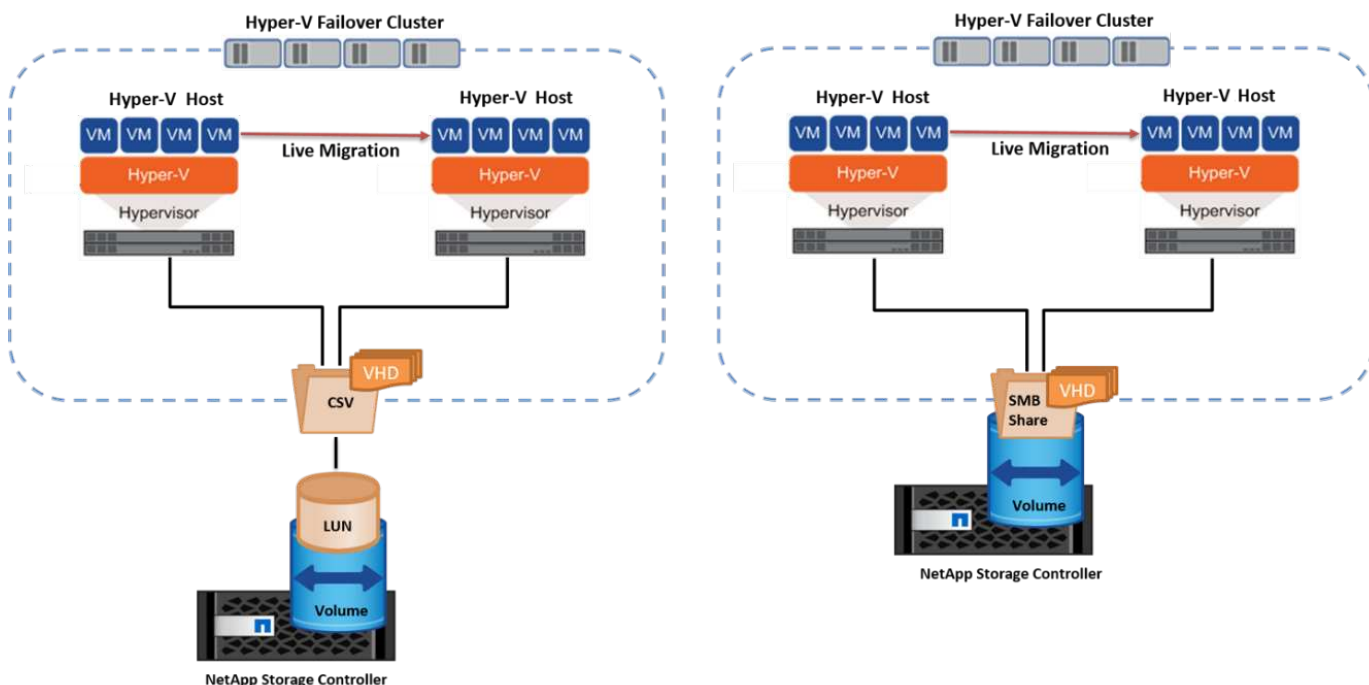 Hyper-V Failover Cluster
Hyper-V Host
Hyper-V Host
VM VM VM VM
VM VM VM VM
Live Migration
Hyper-V
Hyper-V
Hypervisor
Hypervisor
VHD
CSV
LUN
Volume
NetApp Storage Controller
Hyper-V Failover Cluster
Hyper-V Host
Hyper-V Host
VM VM VM VM
VM VM VM VM
Live Migration
Hyper-V
Hyper-V
Hypervisor
Hypervisor
VHD
SMB
Share
Volume
NetApp Storage Controller